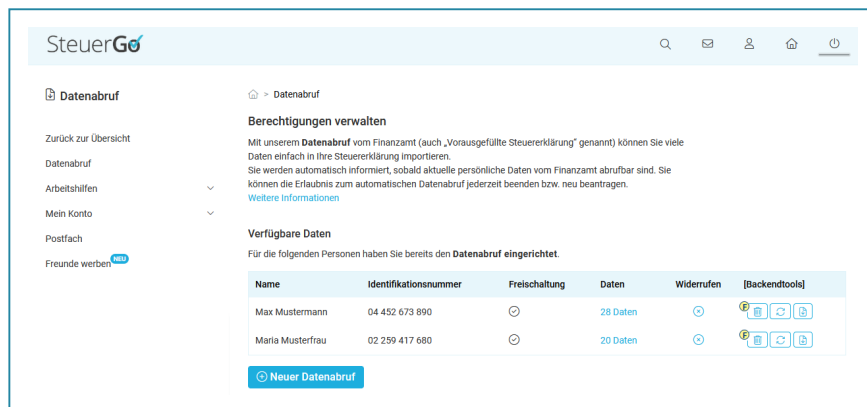 SteuerGo
Datenabruf
Zurück zur Übersicht
Datenabruf
Arbeitshilfen
Mein Konto
Postfach
Freunde werben NEU
> Datenabruf
Berechtigungen verwalten
Mit unserem Datenabruf vom Finanzamt (auch „Vorausgefüllte Steuererklärung“ genannt) können Sie viele
Daten einfach in Ihre Steuererklärung importieren.
Sie werden automatisch informiert, sobald aktuelle persönliche Daten vom Finanzamt abrufbar sind. Sie
können die Erlaubnis zum automatischen Datenabruf jederzeit beenden bzw. neu beantragen.
Weitere Informationen
Verfügbare Daten
Für die folgenden Personen haben Sie bereits den Datenabruf eingerichtet.
Name Identifikationsnummer Freischaltung Daten Widerrufen [Backendtools]
Max Mustermann 04 452 673 890 28 Daten F
Maria Musterfrau 02 259 417 680 20 Daten F
Neuer Datenabruf